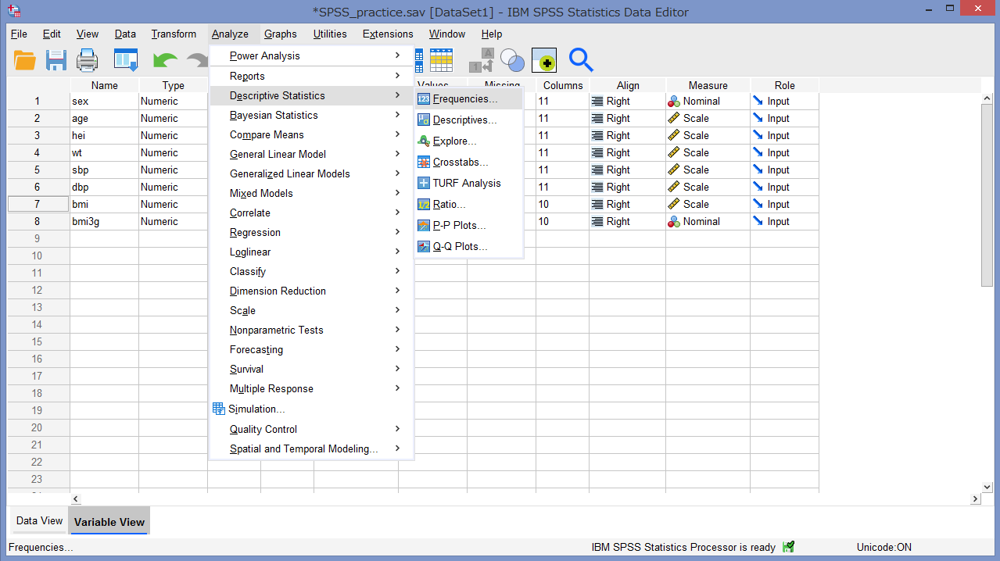 *SPSS_practice.sav [DataSet1] - IBM SPSS Statistics Data Editor
File Edit View Data Transform Analyze Graphs Utilities Extensions Window Help
Name Type Values Missing Columns Align Measure Role
1 sex Numeric 11 Right Nominal Input
2 age Numeric 11 Right Scale Input
3 hei Numeric 11 Right Scale Input
4 wt Numeric 11 Right Scale Input
5 sbp Numeric 11 Right Scale Input
6 dbp Numeric 11 Right Scale Input
7 bmi Numeric 10 Right Scale Input
8 bmi3g Numeric 10 Right Nominal Input
9
10
11
12
13
14
15
16
17
18
19
20
21
22
23
Power Analysis
Reports
Descriptive Statistics
Bayesian Statistics
Compare Means
General Linear Model
Generalized Linear Models
Mixed Models
Correlate
Regression
Loglinear
Classify
Dimension Reduction
Scale
Nonparametric Tests
Forecasting
Survival
Multiple Response
Simulation...
Quality Control
Spatial and Temporal Modeling...
Frequencies...
Descriptives...
Explore...
Crosstabs...
TURF Analysis
Ratio...
P-P Plots...
Q-Q Plots...
Data View Variable View
Frequencies... IBM SPSS Statistics Processor is ready Unicode:ON